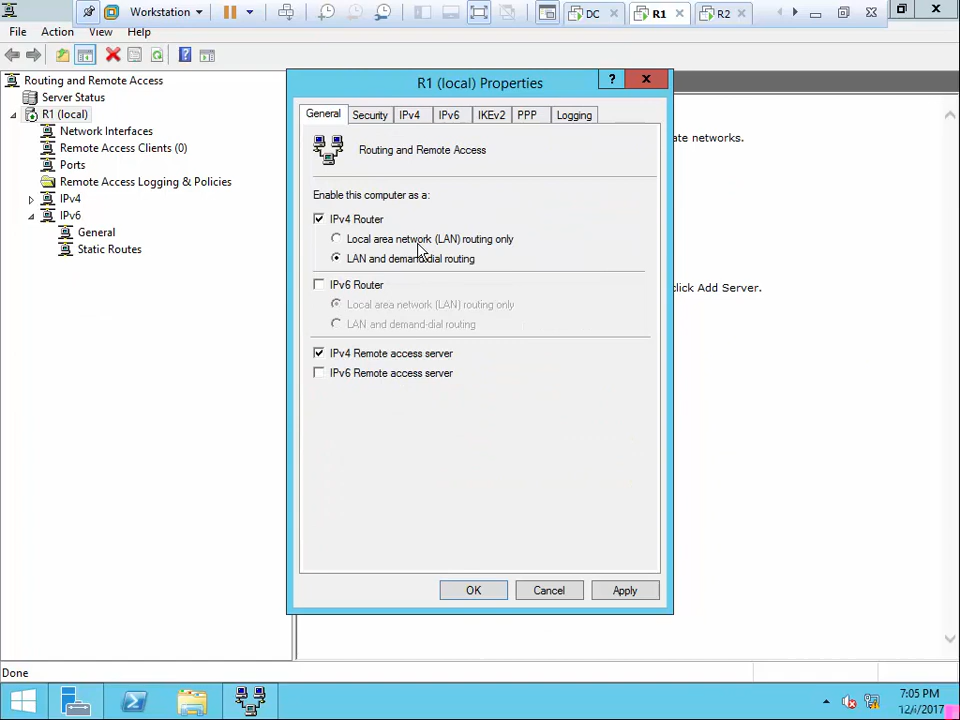 Workstation
DC
R1
R2
File Action View Help
Routing and Remote Access
Server Status
R1 (local)
Network Interfaces
Remote Access Clients (0)
Ports
Remote Access Logging & Policies
IPv4
IPv6
General
Static Routes
R1 (local) Properties
?
General Security IPv4 IPv6 IKEv2 PPP Logging
Routing and Remote Access
Enable this computer as a:
IPv4 Router
Local area network (LAN) routing only
LAN and demand-dial routing
IPv6 Router
Local area network (LAN) routing only
LAN and demand-dial routing
IPv4 Remote access server
IPv6 Remote access server
OK Cancel Apply
ate networks.
click Add Server.
Done
7:05 PM